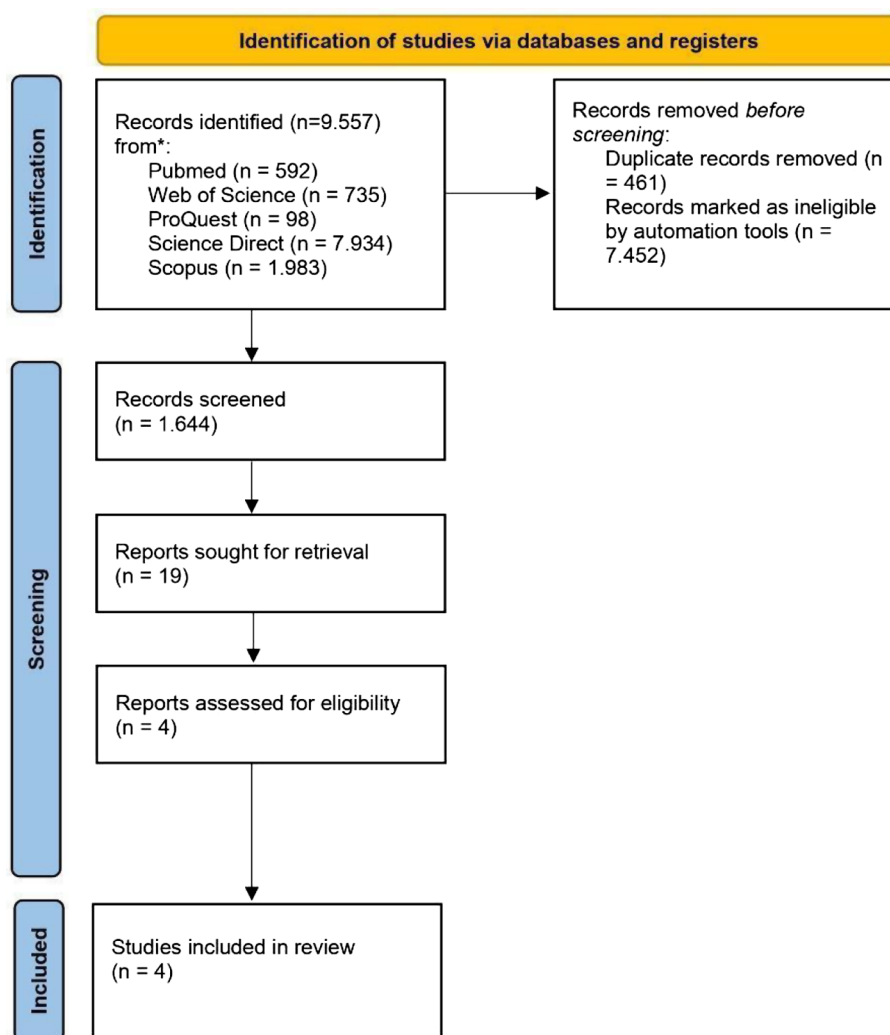 Identification of studies via databases and registers
Identification
Records identified (n=9.557)
from*:
Pubmed (n = 592)
Web of Science (n = 735)
ProQuest (n = 98)
Science Direct (n = 7.934)
Scopus (n = 1.983)
Records removed before
screening:
Duplicate records removed (n
= 461)
Records marked as ineligible
by automation tools (n =
7.452)
Screening
Records screened
(n = 1.644)
Reports sought for retrieval
(n = 19)
Reports assessed for eligibility
(n = 4)
Included
Studies included in review
(n = 4)